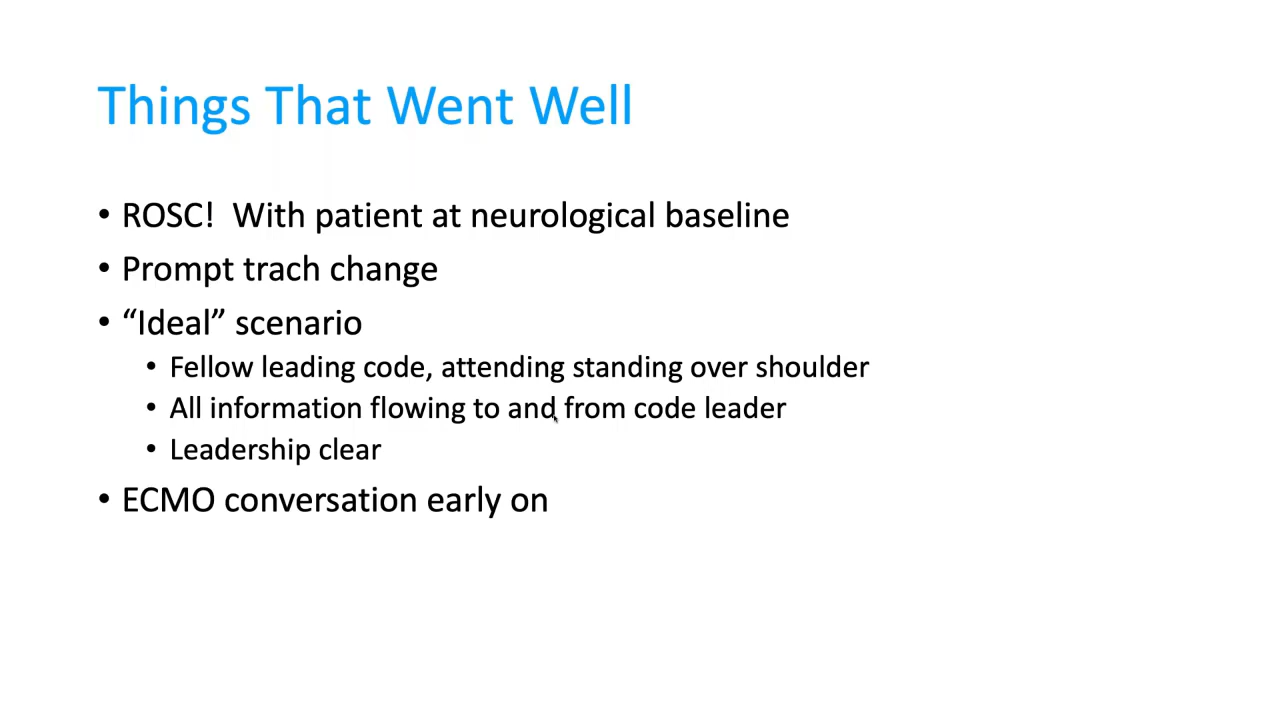 Things That Went Well
• ROSC!  With patient at neurological baseline
• Prompt trach change
• “Ideal” scenario
• Fellow leading code, attending standing over shoulder
• All information flowing to and from code leader
• Leadership clear
• ECMO conversation early on